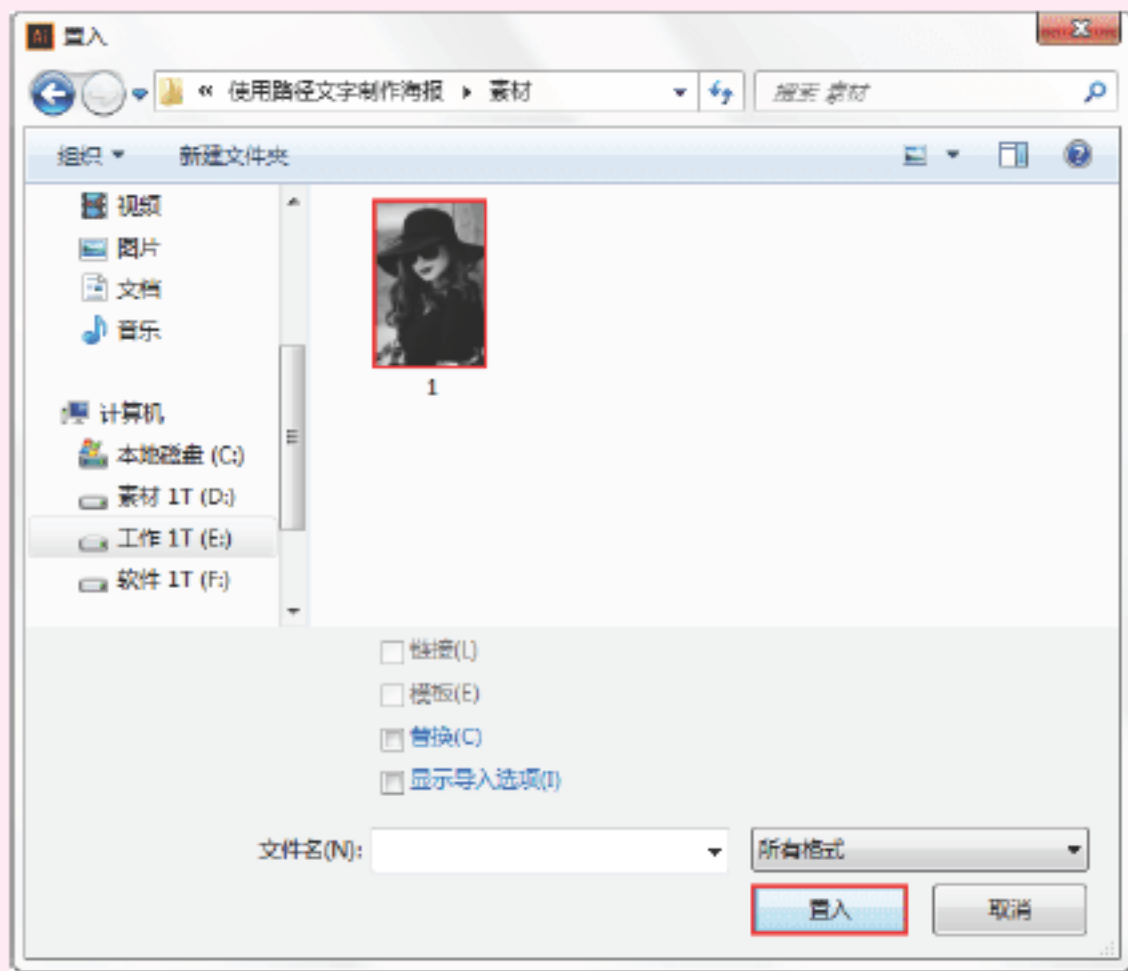 Ai 置入
« 使用路径文字制作海报 ▸ 素材
搜索 素材
组织 新建文件夹
视频
图片
文档
音乐
1
计算机
本地磁盘 (C:)
素材 1T (D:)
工作 1T (E:)
软件 1T (F:)
链接(L)
模板(E)
替换(C)
显示导入选项(I)
文件名(N): 所有格式
置入 取消